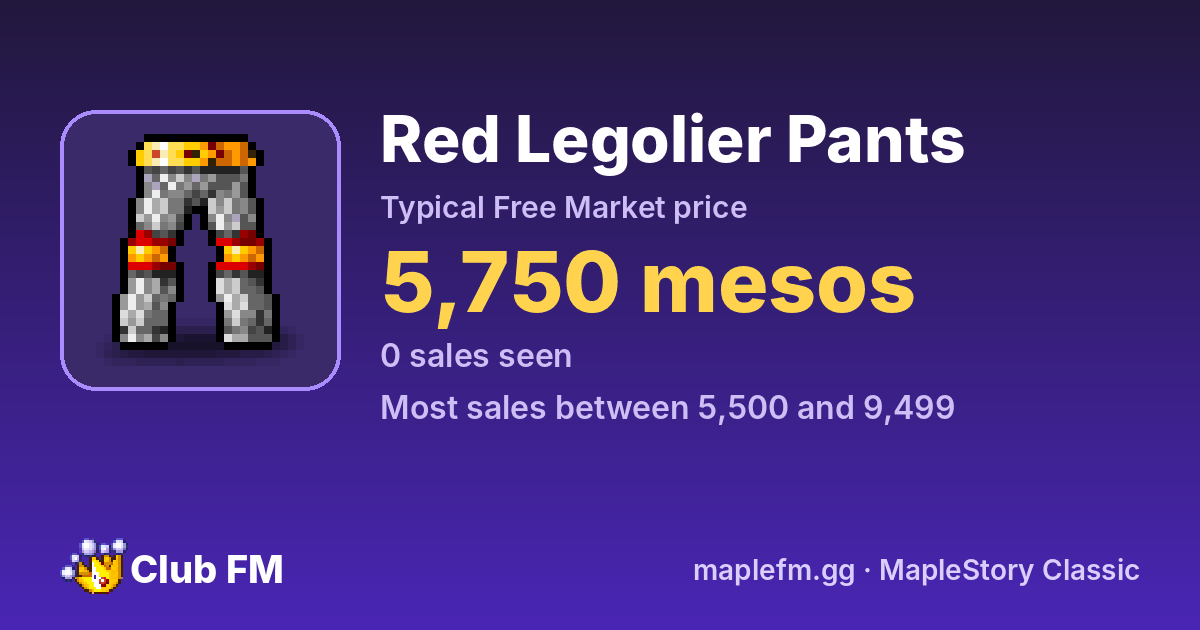 Red Legolier Pants
Typical Free Market price
5,750 mesos
0 sales seen
Most sales between 5,500 and 9,499
Club FM
maplefm.gg · MapleStory Classic